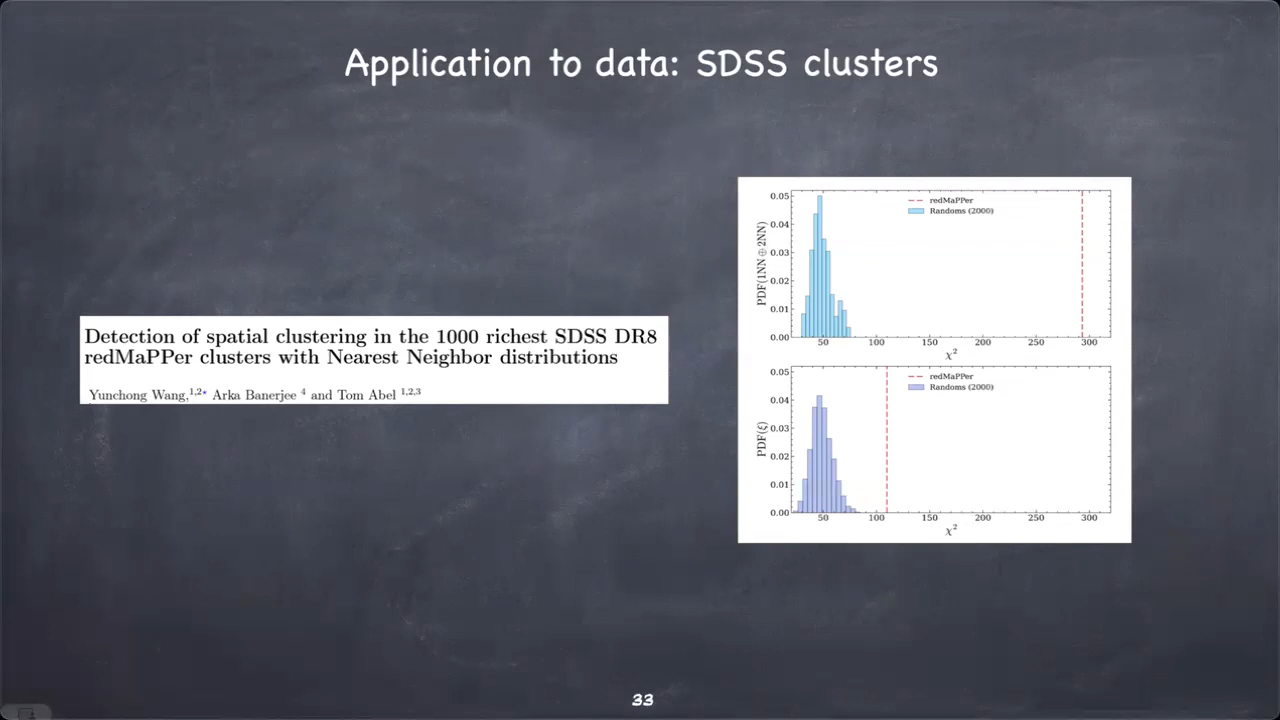 Application to data: SDSS clusters
Detection of spatial clustering in the 1000 richest SDSS DR8
redMaPPer clusters with Nearest Neighbor distributions
Yunchong Wang,1,2⋆ Arka Banerjee 4 and Tom Abel 1,2,3
PDF(1NN ⊕ 2NN)
0.05
0.04
0.03
0.02
0.01
0.00
redMaPPer
Randoms (2000)
50 100 150 200 250 300
χ2
PDF(ξ)
0.05
0.04
0.03
0.02
0.01
0.00
redMaPPer
Randoms (2000)
50 100 150 200 250 300
χ2
33